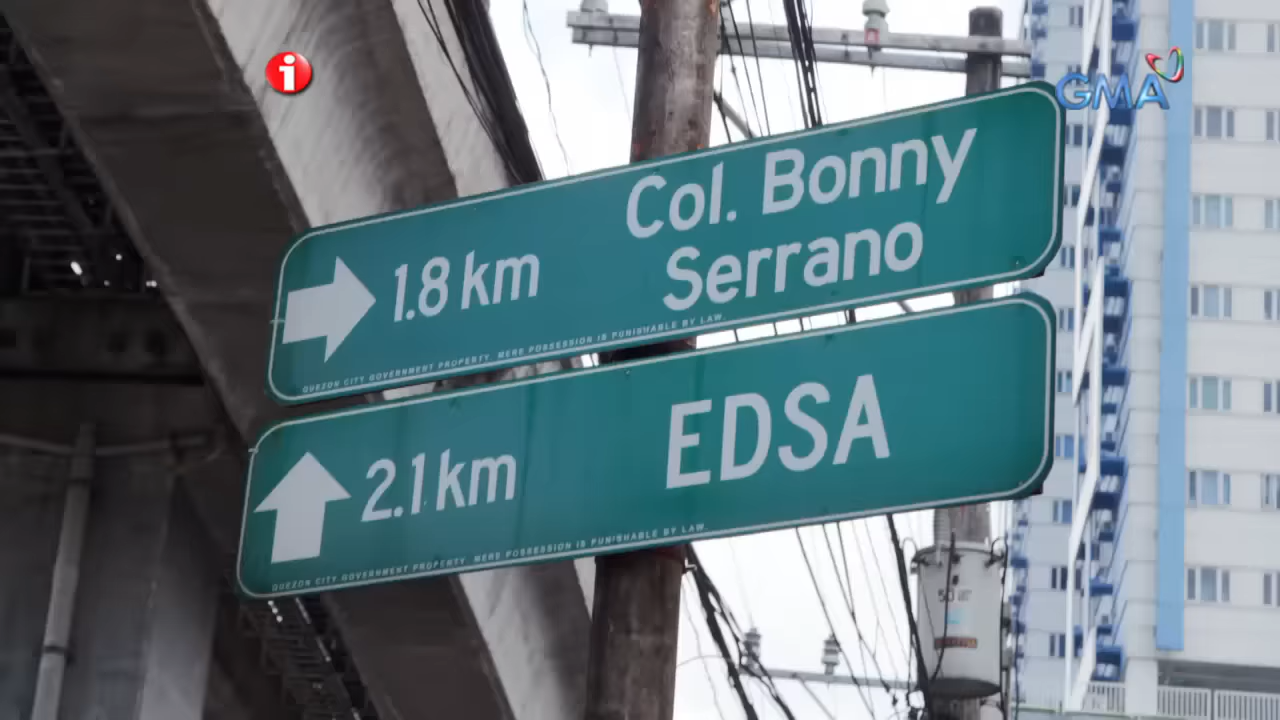 i
GMA
Col. Bonny
1.8 km
Serrano
QUEZON CITY GOVERNMENT PROPERTY. MERE POSSESSION IS PUNISHABLE BY LAW.
EDSA
2.1 km
QUEZON CITY GOVERNMENT PROPERTY. MERE POSSESSION IS PUNISHABLE BY LAW.